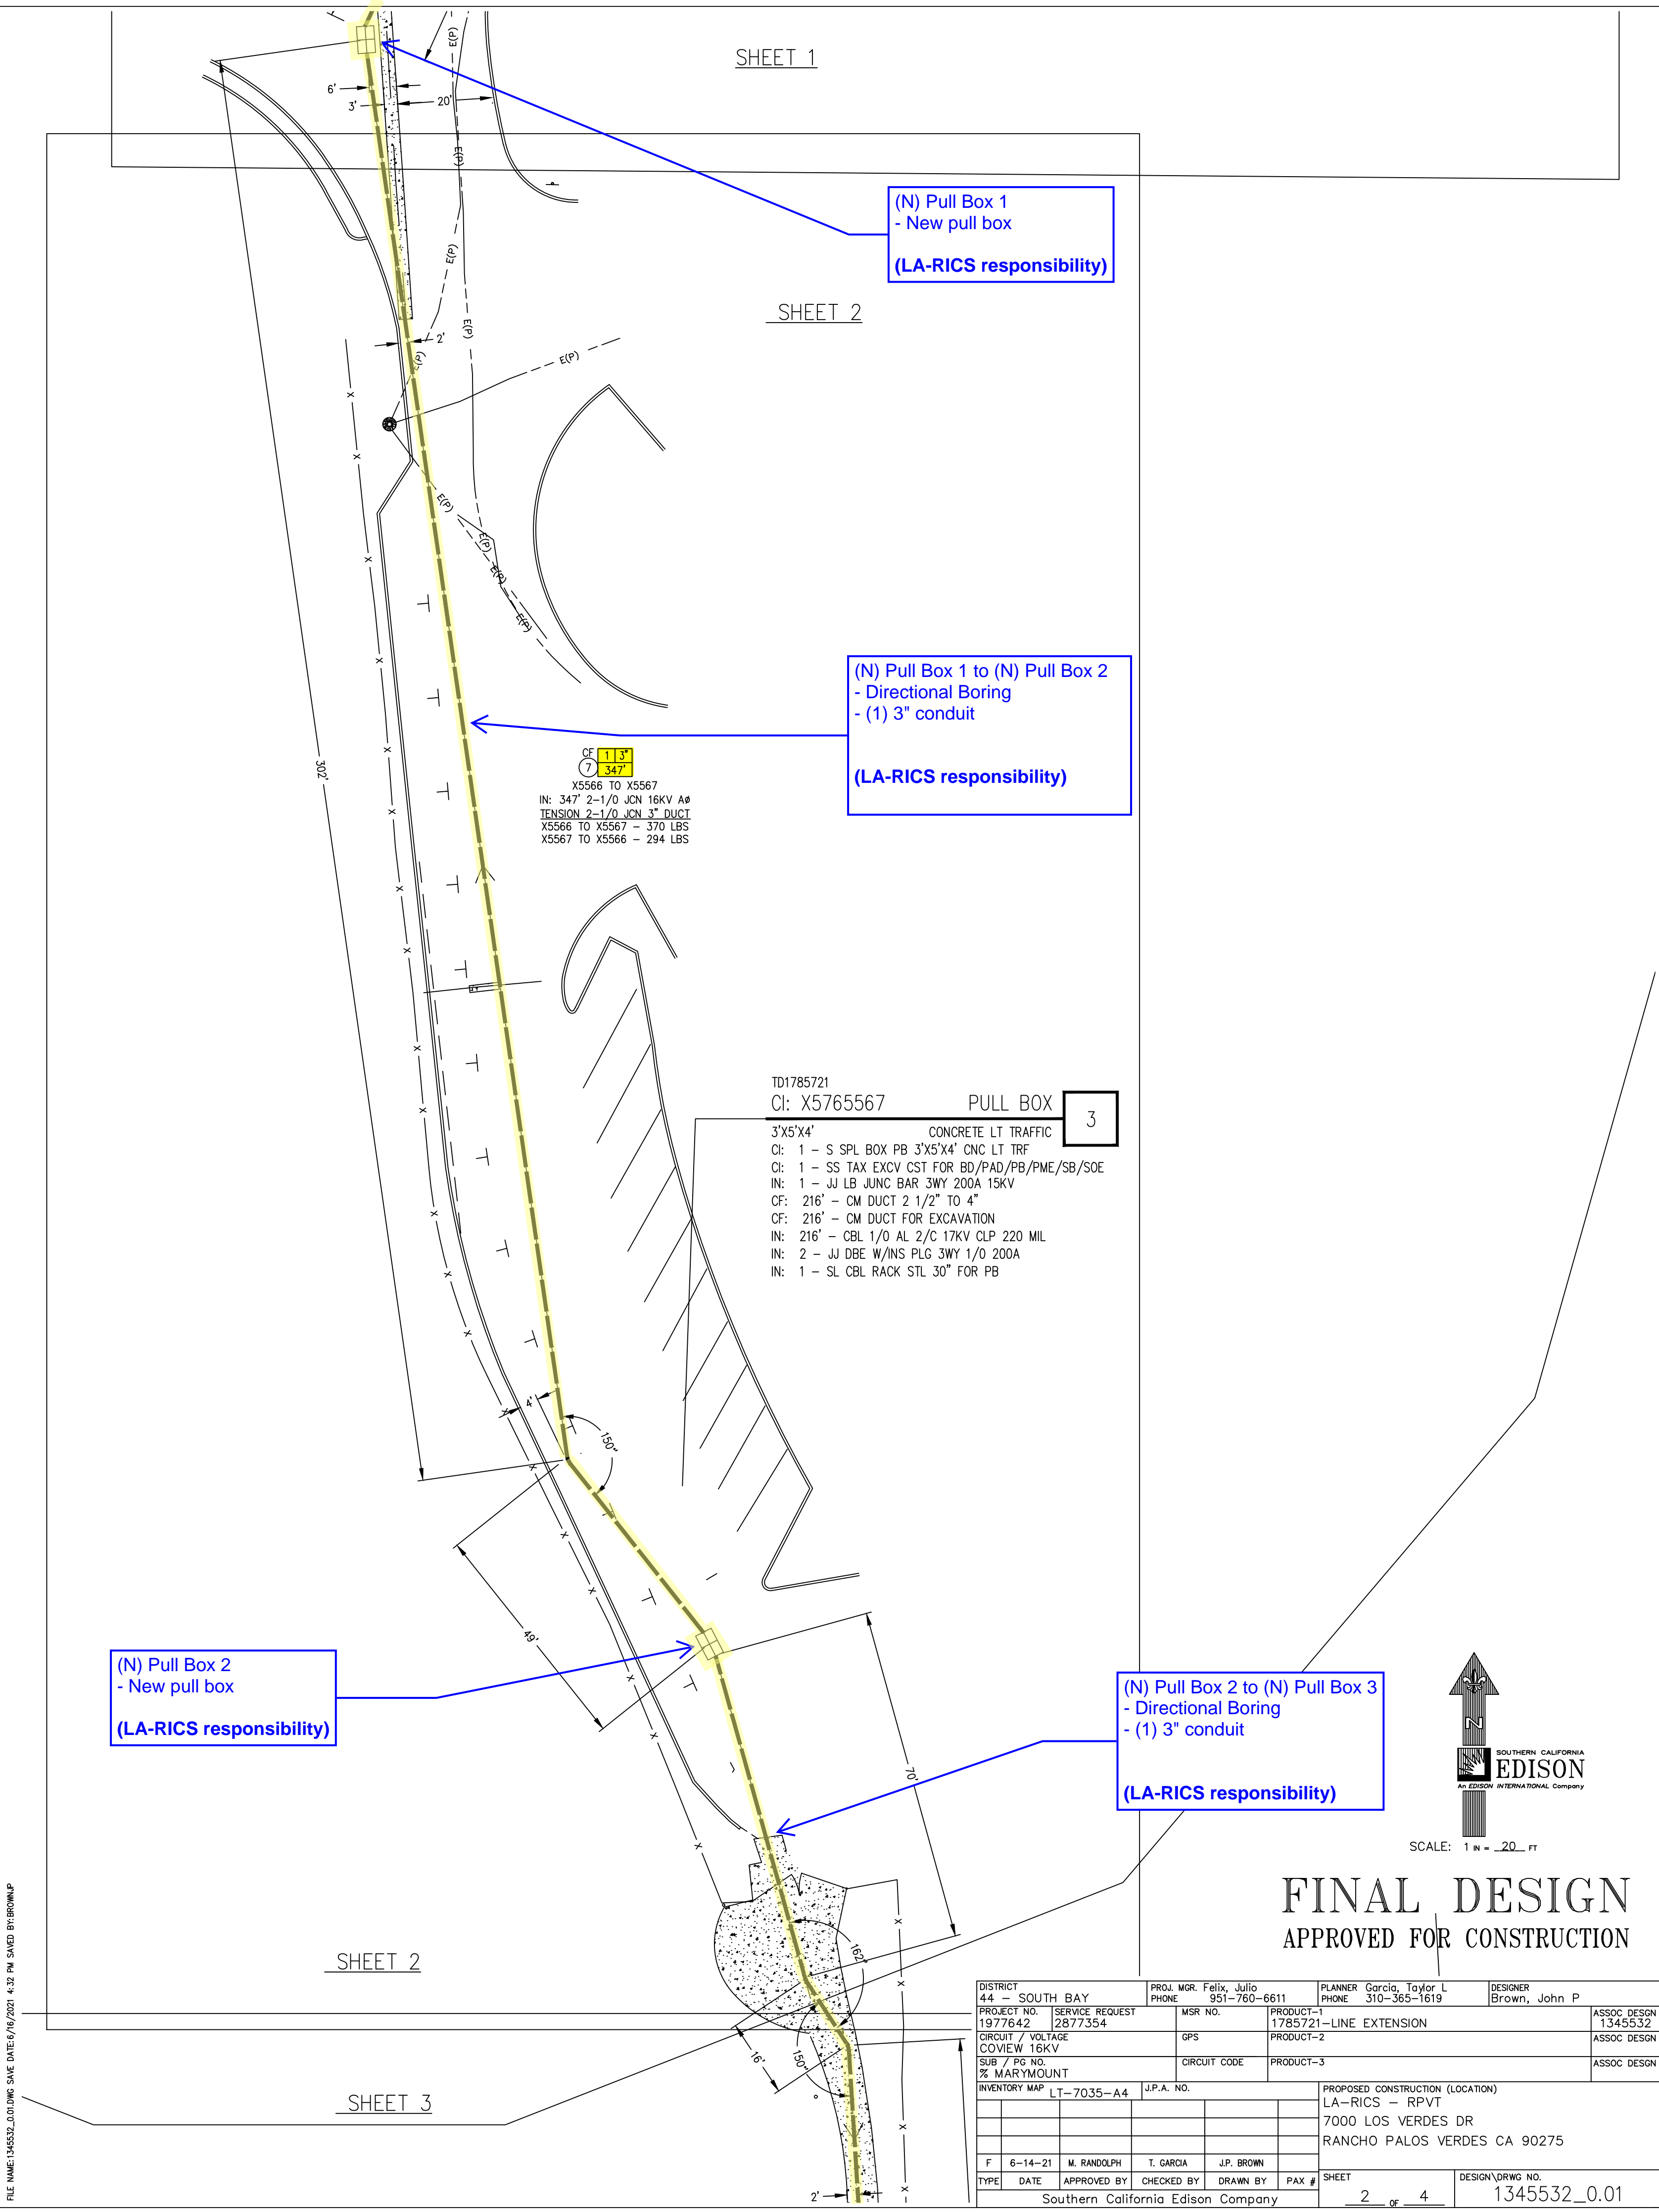 SHEET 1
E(P)
6'
3'
20'
E(P)
(N) Pull Box 1
- New pull box
(LA-RICS responsibility)
E(P)
E(P)
SHEET 2
2'
E(P)
E(P)
X
X
E(P)
E(P)
E(P)
E(P)
X
X
(N) Pull Box 1 to (N) Pull Box 2
- Directional Boring
- (1) 3" conduit
(LA-RICS responsibility)
302'
X
CF 1 3"
7 347'
X5566 TO X5567
IN: 347' 2-1/0 JCN 16KV AØ
TENSION 2-1/0 JCN 3" DUCT
X5566 TO X5567 - 370 LBS
X5567 TO X5566 - 294 LBS
X
X
X
X
X
TD1785721
CI: X5765567 PULL BOX 3
3'X5'X4' CONCRETE LT TRAFFIC
CI: 1 - S SPL BOX PB 3'X5'X4' CNC LT TRF
CI: 1 - SS TAX EXCV CST FOR BD/PAD/PB/PME/SB/SOE
IN: 1 - JJ LB JUNC BAR 3WY 200A 15KV
CF: 216' - CM DUCT 2 1/2" TO 4"
CF: 216' - CM DUCT FOR EXCAVATION
IN: 216' - CBL 1/0 AL 2/C 17KV CLP 220 MIL
IN: 2 - JJ DBE W/INS PLG 3WY 1/0 200A
IN: 1 - SL CBL RACK STL 30" FOR PB
X
X
X
4'
X
150°
X
X
X
49'
(N) Pull Box 2
- New pull box
(LA-RICS responsibility)
X
X
(N) Pull Box 2 to (N) Pull Box 3
- Directional Boring
- (1) 3" conduit
(LA-RICS responsibility)
70'
X
N
SOUTHERN CALIFORNIA
EDISON
An EDISON INTERNATIONAL Company
SCALE: 1 IN = 20 FT
FINAL DESIGN
APPROVED FOR CONSTRUCTION
X
162°
X
SHEET 2
16'
150°
SHEET 3
X
X
2'
FILE NAME:1345532_0.01.DWG SAVE DATE:6/16/2021 4:32 PM SAVED BY:BROWNJP
DISTRICT
44 - SOUTH BAY
PROJ. MGR. Felix, Julio
PHONE 951-760-6611
PLANNER Garcia, Taylor L
PHONE 310-365-1619
DESIGNER
Brown, John P
PROJECT NO.
1977642
SERVICE REQUEST
2877354
MSR NO.
PRODUCT-1
1785721-LINE EXTENSION
ASSOC DESGN
1345532
CIRCUIT / VOLTAGE
COVIEW 16KV
GPS
PRODUCT-2
ASSOC DESGN
SUB / PG NO.
% MARYMOUNT
CIRCUIT CODE
PRODUCT-3
ASSOC DESGN
INVENTORY MAP LT-7035-A4
J.P.A. NO.
PROPOSED CONSTRUCTION (LOCATION)
LA-RICS - RPVT
7000 LOS VERDES DR
RANCHO PALOS VERDES CA 90275
F 6-14-21 M. RANDOLPH T. GARCIA J.P. BROWN
TYPE DATE APPROVED BY CHECKED BY DRAWN BY PAX #
Southern California Edison Company
SHEET
2 OF 4
DESIGN\DRWG NO.
1345532_0.01